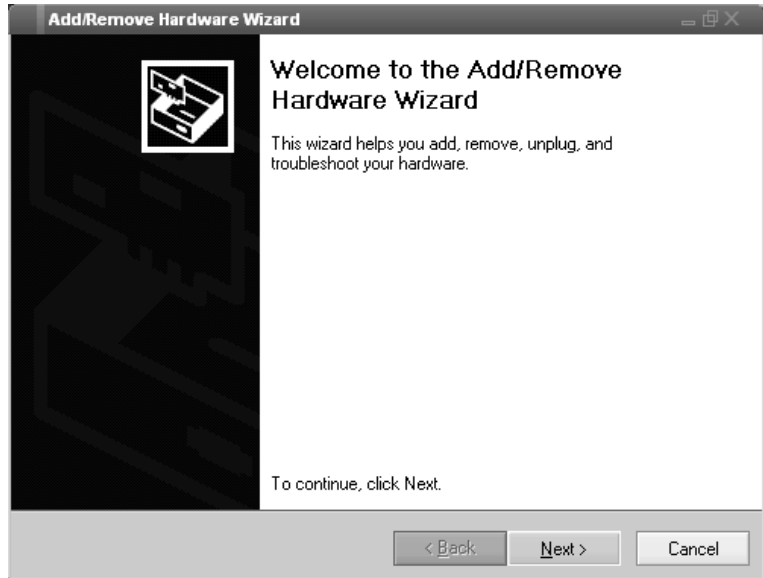 Add/Remove Hardware Wizard
Welcome to the Add/Remove
Hardware Wizard
This wizard helps you add, remove, unplug, and
troubleshoot your hardware.
To continue, click Next.
< Back
Next >
Cancel